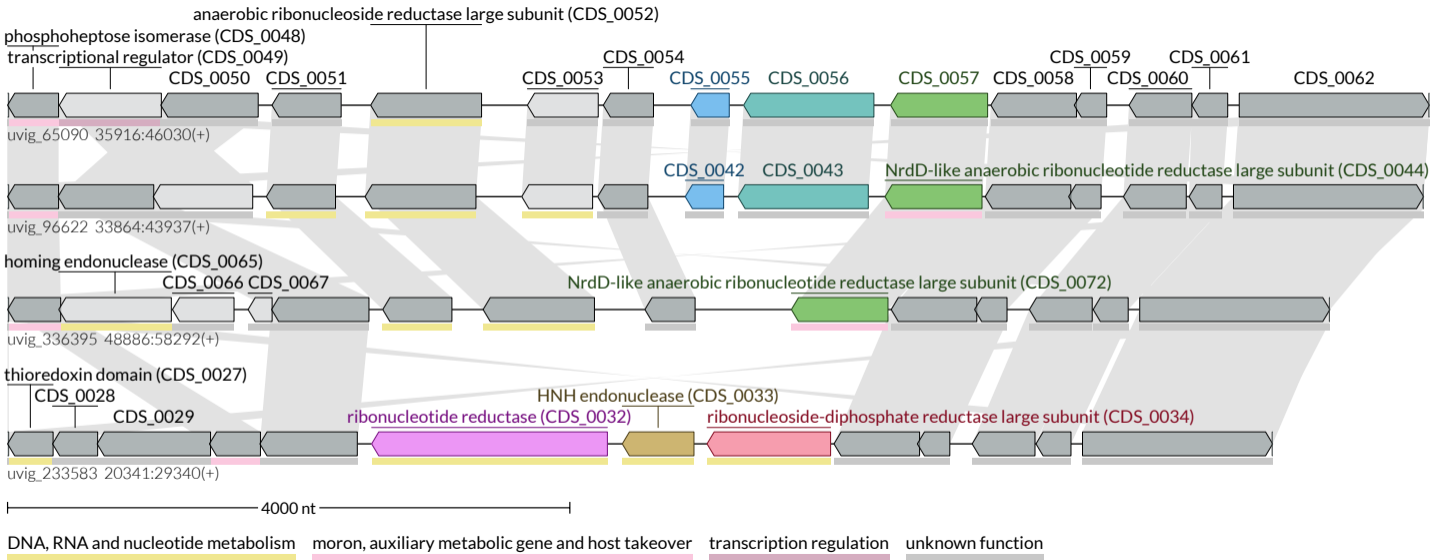 anaerobic ribonucleoside reductase large subunit (CDS_0052)
phosphoheptose isomerase (CDS_0048)
transcriptional regulator (CDS_0049)
CDS_0050 CDS_0051 CDS_0053 CDS_0054 CDS_0055 CDS_0056 CDS_0057 CDS_0058 CDS_0059 CDS_0060 CDS_0061 CDS_0062
uvig_65090 35916:46030(+)
CDS_0042 CDS_0043 NrdD-like anaerobic ribonucleotide reductase large subunit (CDS_0044)
uvig_96622 33864:43937(+)
homing endonuclease (CDS_0065)
CDS_0066 CDS_0067 NrdD-like anaerobic ribonucleotide reductase large subunit (CDS_0072)
uvig_336395 48886:58292(+)
thioredoxin domain (CDS_0027)
CDS_0028 HNH endonuclease (CDS_0033)
CDS_0029 ribonucleotide reductase (CDS_0032) ribonucleoside-diphosphate reductase large subunit (CDS_0034)
uvig_233583 20341:29340(+)
4000 nt
DNA, RNA and nucleotide metabolism moron, auxiliary metabolic gene and host takeover transcription regulation unknown function